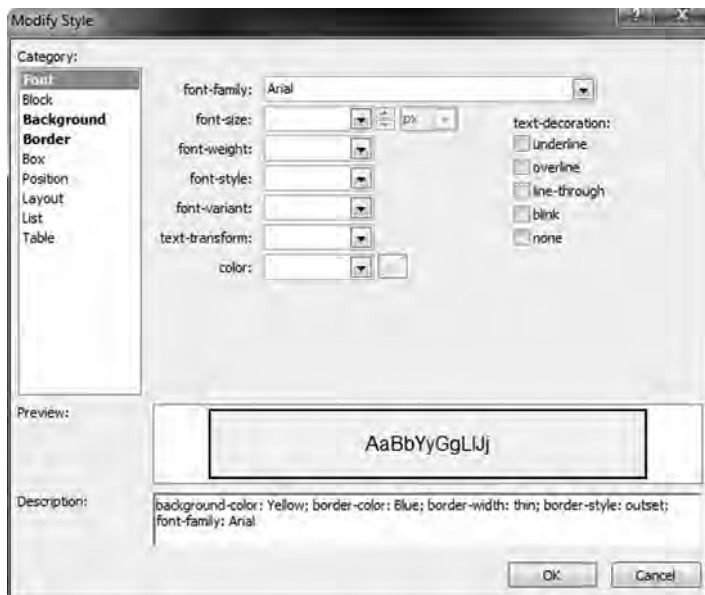 Modify Style
Category:
Font
Block
Background
Border
Box
Position
Layout
List
Table
font-family: Arial
font-size: px
font-weight:
font-style:
font-variant:
text-transform:
color:
text-decoration:
underline
overline
line-through
blink
none
Preview:
AaBbYyGgLlJj
Description:
background-color: Yellow; border-color: Blue; border-width: thin; border-style: outset;
font-family: Arial
OK
Cancel